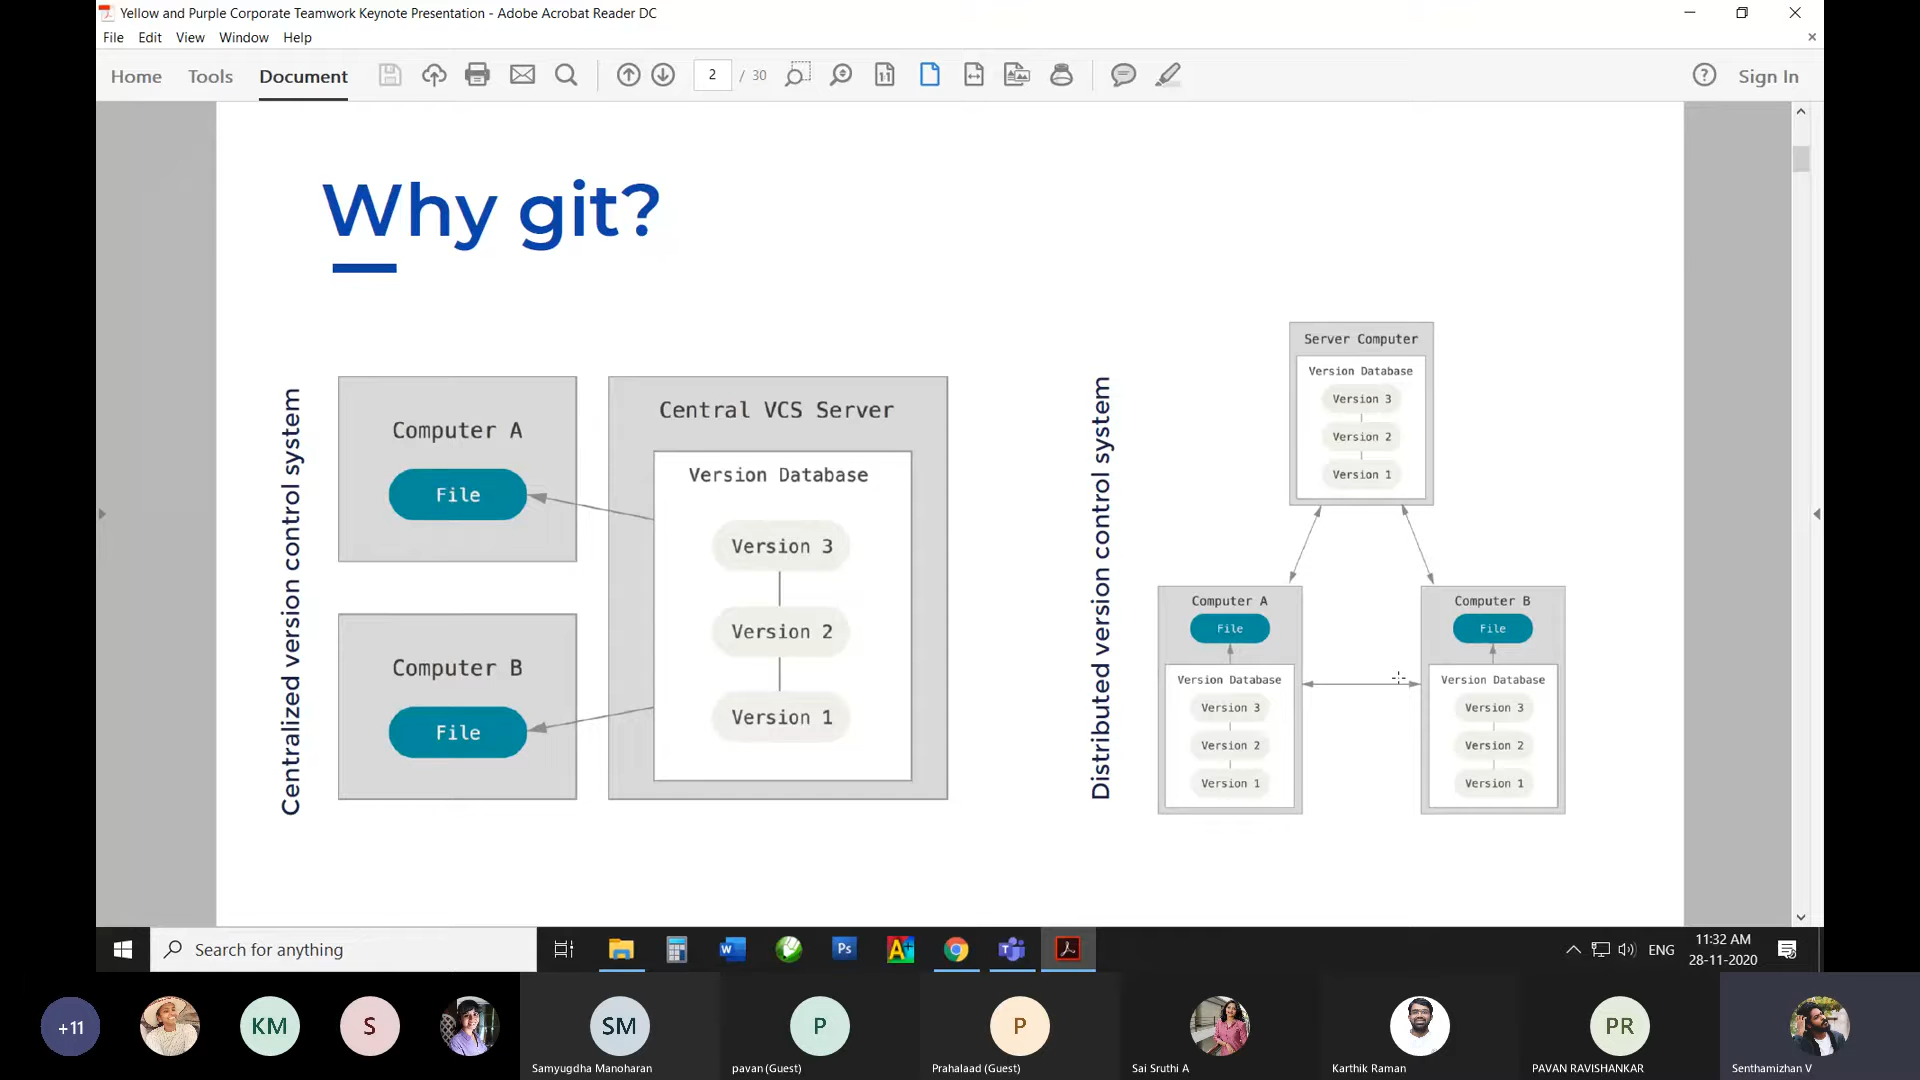 Yellow and Purple Corporate Teamwork Keynote Presentation - Adobe Acrobat Reader DC
File Edit View Window Help
Home Tools Document 2 / 30 Sign In
Why git?
Centralized version control system
Computer A
File
Computer B
File
Central VCS Server
Version Database
Version 3
Version 2
Version 1
Distributed version control system
Server Computer
Version Database
Version 3
Version 2
Version 1
Computer A
File
Version Database
Version 3
Version 2
Version 1
Computer B
File
Version Database
Version 3
Version 2
Version 1
Search for anything
Ps
ENG
11:32 AM
28-11-2020
+11
KM
S
SM
Samyugdha Manoharan
P
pavan (Guest)
P
Prahalaad (Guest)
Sai Sruthi A
Karthik Raman
PR
PAVAN RAVISHANKAR
Senthamizhan V